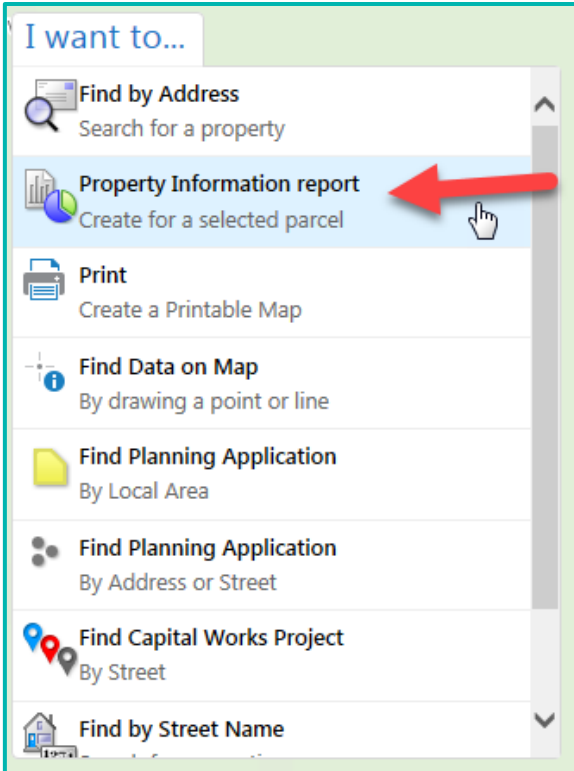 I want to...
Find by Address
Search for a property
Property Information report
Create for a selected parcel
Print
Create a Printable Map
Find Data on Map
By drawing a point or line
Find Planning Application
By Local Area
Find Planning Application
By Address or Street
Find Capital Works Project
By Street
Find by Street Name